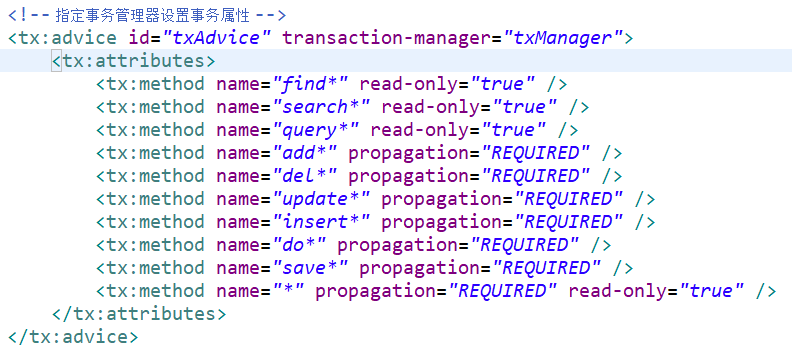 <!-- 指定事务管理器设置事务属性 -->
<tx:advice id="txAdvice" transaction-manager="txManager">
    <tx:attributes>
        <tx:method name="find*" read-only="true" />
        <tx:method name="search*" read-only="true" />
        <tx:method name="query*" read-only="true" />
        <tx:method name="add*" propagation="REQUIRED" />
        <tx:method name="del*" propagation="REQUIRED" />
        <tx:method name="update*" propagation="REQUIRED" />
        <tx:method name="insert*" propagation="REQUIRED" />
        <tx:method name="do*" propagation="REQUIRED" />
        <tx:method name="save*" propagation="REQUIRED" />
        <tx:method name="*" propagation="REQUIRED" read-only="true" />
    </tx:attributes>
</tx:advice>